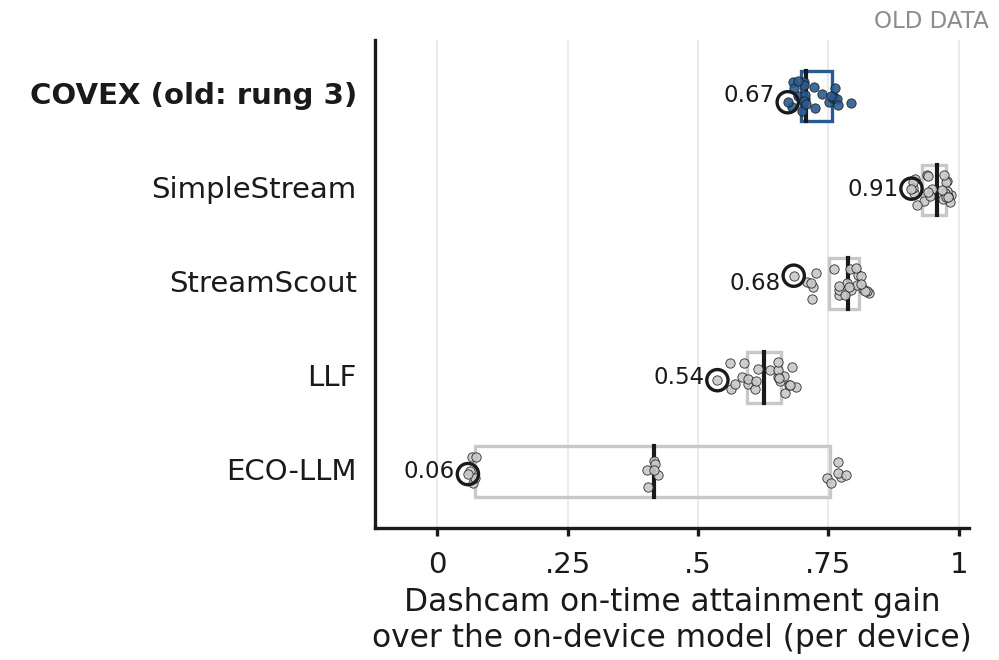 OLD DATA
COVEX (old: rung 3)
0.67
SimpleStream
0.91
StreamScout
0.68
LLF
0.54
ECO-LLM
0.06
0 .25 .5 .75 1
Dashcam on-time attainment gain
over the on-device model (per device)